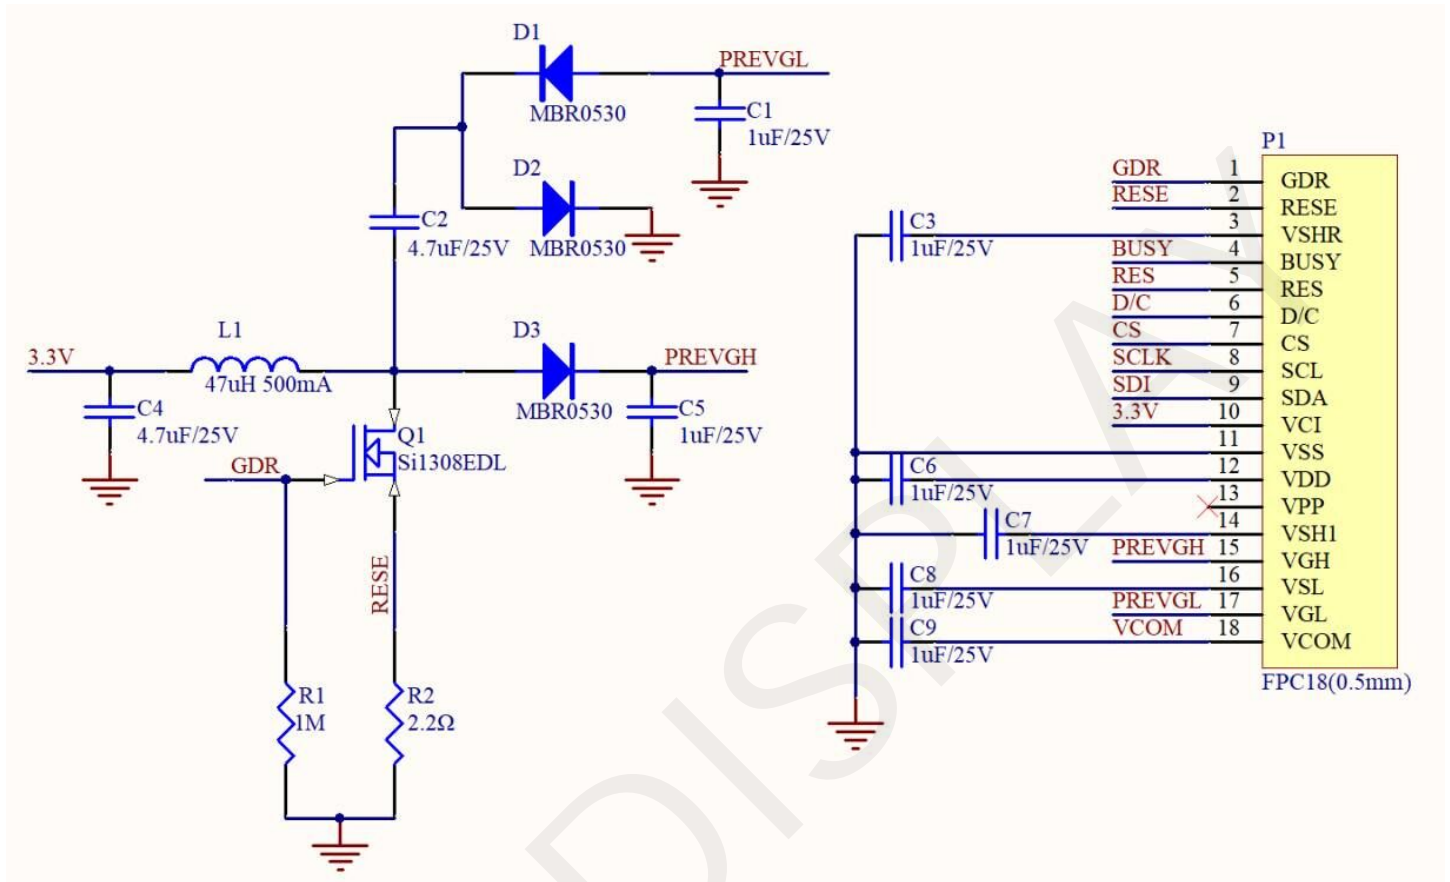 D1
PREVGL
MBR0530
C1
1uF/25V
D2
MBR0530
C2
4.7uF/25V
L1
3.3V
47uH 500mA
C4
4.7uF/25V
D3
PREVGH
MBR0530
C5
1uF/25V
Q1
Si1308EDL
GDR
RESE
R1
1M
R2
2.2Ω
P1
GDR 1 GDR
RESE 2 RESE
C3
1uF/25V
3 VSHR
BUSY 4 BUSY
RES 5 RES
D/C 6 D/C
CS 7 CS
SCLK 8 SCL
SDI 9 SDA
3.3V 10 VCI
11 VSS
C6
1uF/25V
12 VDD
13 VPP
C7
1uF/25V
14 VSH1
PREVGH 15 VGH
C8
1uF/25V
16 VSL
PREVGL 17 VGL
C9
1uF/25V
VCOM 18 VCOM
FPC18(0.5mm)
DISPLAY